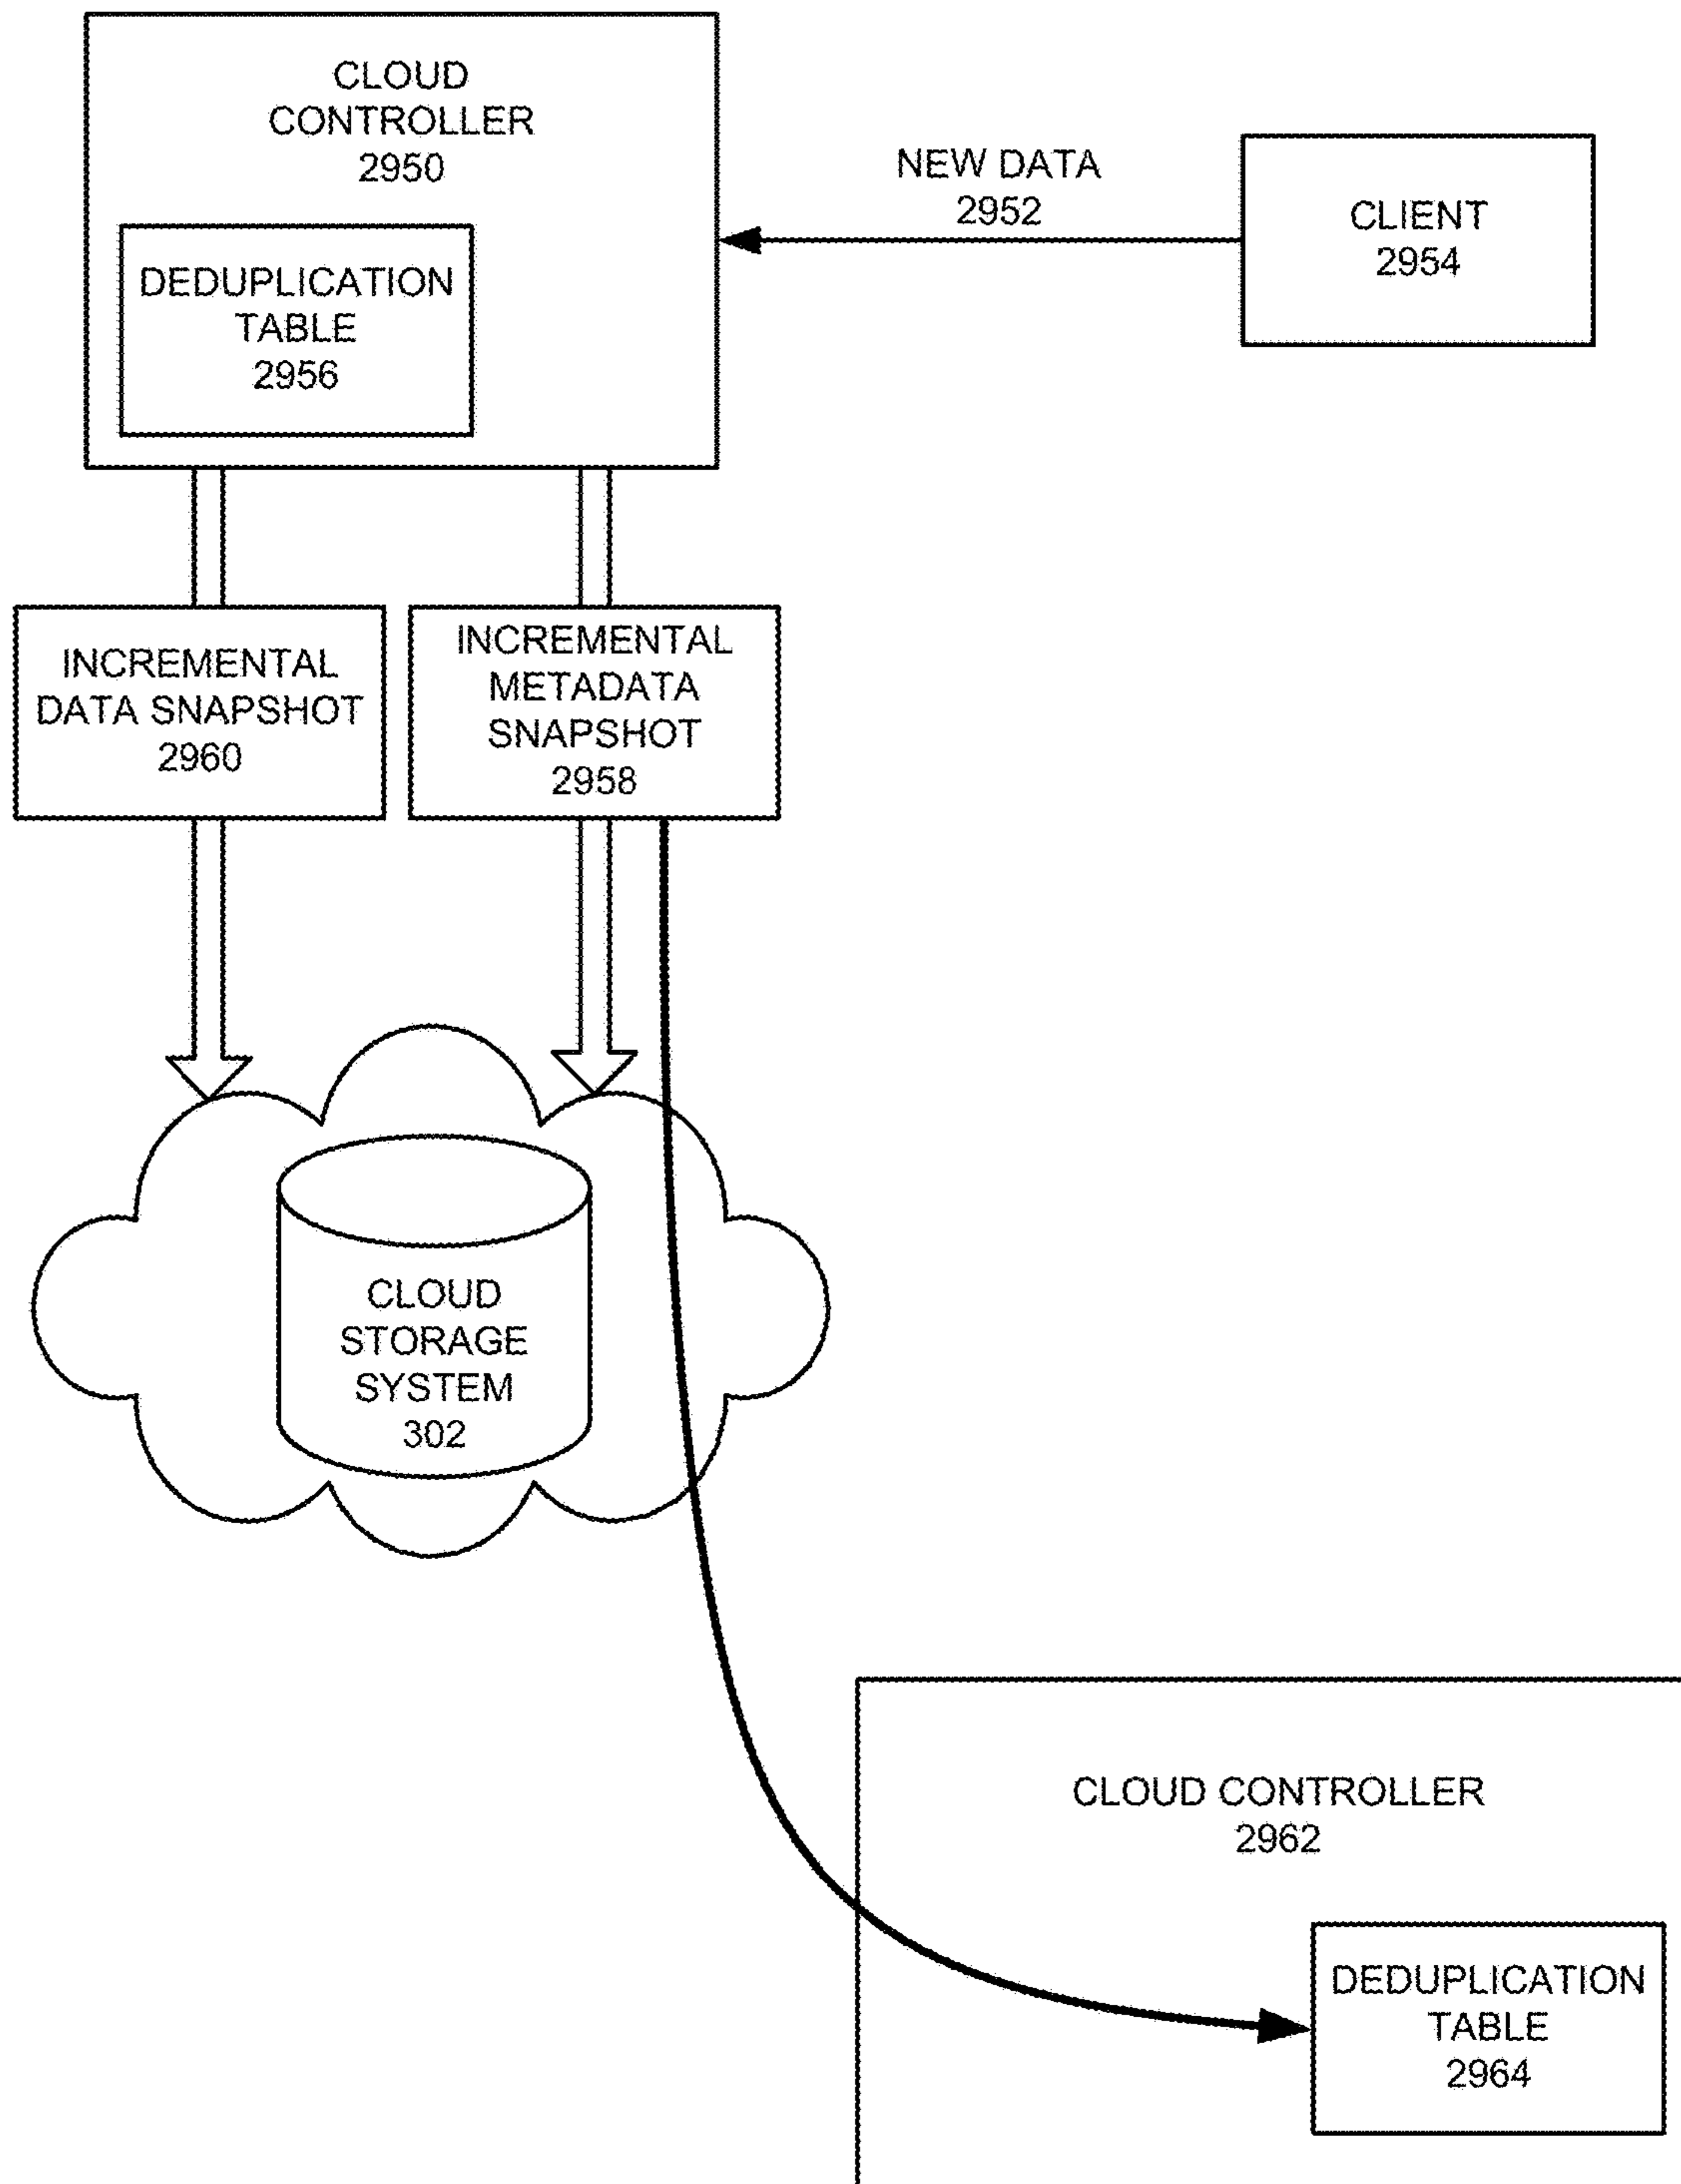 CLOUD
CONTROLLER
2950
NEW DATA
2952
CLIENT
2954
DEDUPLICATION
TABLE
2956
INCREMENTAL
DATA SNAPSHOT
2960
INCREMENTAL
METADATA
SNAPSHOT
2958
CLOUD
STORAGE
SYSTEM
302
CLOUD CONTROLLER
2962
DEDUPLICATION
TABLE
2964